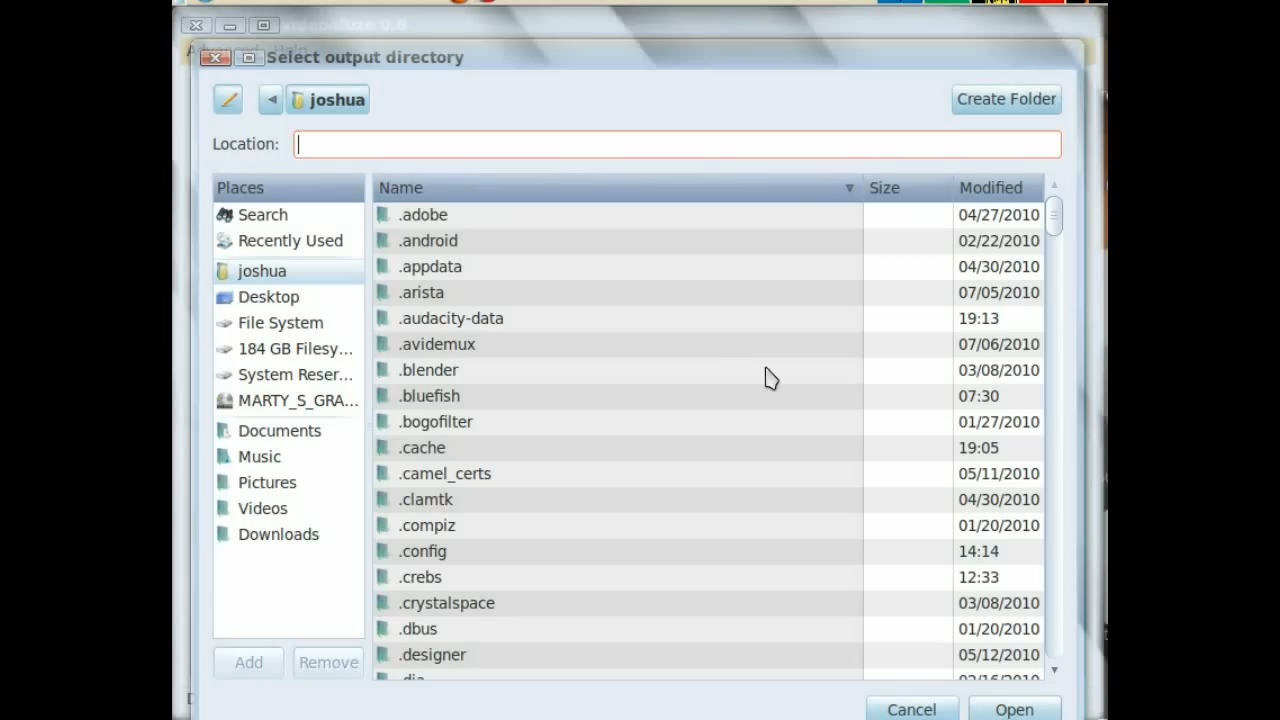 Select output directory
joshua
Create Folder
Location:
Places
Name Size Modified
Search
Recently Used
joshua
Desktop
File System
184 GB Filesy...
System Reser...
MARTY_S_GRA...
Documents
Music
Pictures
Videos
Downloads
.adobe 04/27/2010
.android 02/22/2010
.appdata 04/30/2010
.arista 07/05/2010
.audacity-data 19:13
.avidemux 07/06/2010
.blender 03/08/2010
.bluefish 07:30
.bogofilter 01/27/2010
.cache 19:05
.camel_certs 05/11/2010
.clamtk 04/30/2010
.compiz 01/20/2010
.config 14:14
.crebs 12:33
.crystalspace 03/08/2010
.dbus 01/20/2010
.designer 05/12/2010
.dia 02/16/2010
Add Remove
Cancel Open